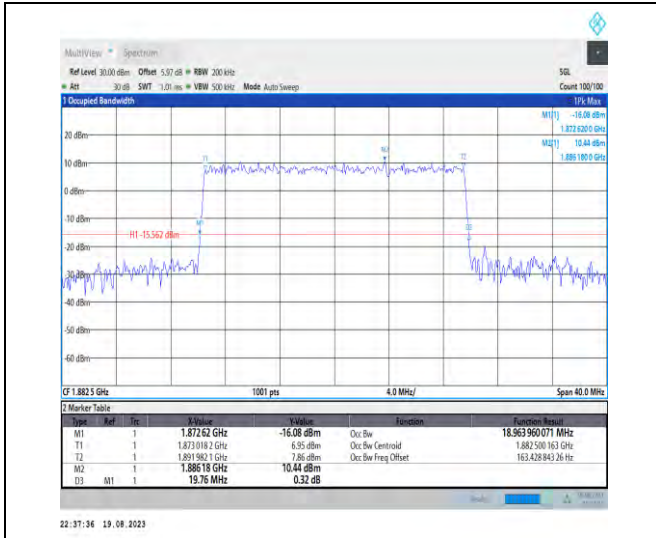 MultiView Spectrum
Ref Level 30.00 dBm Offset 5.97 dB RBW 200 kHz SGL
Att 30 dB SWT 1.01 ms VBW 500 kHz Mode Auto Sweep Count 100/100
1 Occupied Bandwidth 1Pk Max
M1[1] -16.08 dBm
1.872 620 0 GHz
M2[1] 10.44 dBm
1.886 180 0 GHz
20 dBm
10 dBm
M2
T1
T2
0 dBm
-10 dBm
M1
D3
H1 -15.562 dBm
-30 dBm
-40 dBm
-50 dBm
-60 dBm
CF 1.882 5 GHz 1001 pts 4.0 MHz/ Span 40.0 MHz
2 Marker Table
Type Ref Trc X-Value Y-Value Function Function Result
M1 1 1.872 62 GHz -16.08 dBm Occ Bw 18.963 960 071 MHz
T1 1 1.873 018 2 GHz 6.95 dBm Occ Bw Centroid 1.882 500 163 GHz
T2 1 1.891 982 1 GHz 7.86 dBm Occ Bw Freq Offset 163.428 843 26 Hz
M2 1 1.886 18 GHz 10.44 dBm
D3 M1 1 19.76 MHz 0.32 dB
22:37:36 19.08.2023